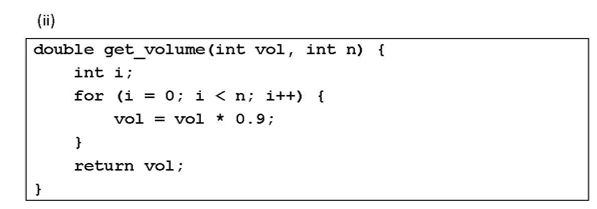 (ii)
double get_volume(int vol, int n) {
    int i;
    for (i = 0; i < n; i++) {
        vol = vol * 0.9;
    }
    return vol;
}